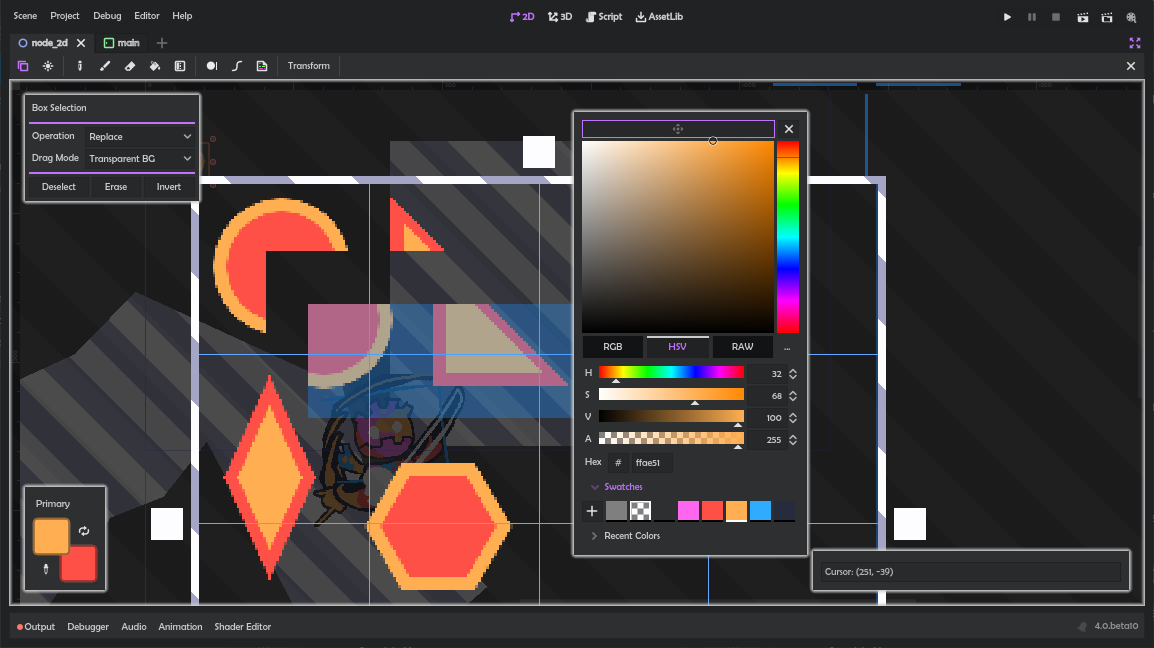 Scene Project Debug Editor Help 2D 3D Script AssetLib
node_2d main
Transform
Box Selection
Operation Replace
Drag Mode Transparent BG
Deselect Erase Invert
RGB HSV RAW ...
H 32
S 68
V 100
A 255
Hex # ffae51
Swatches
Recent Colors
Primary
Cursor: (251, -39)
Output Debugger Audio Animation Shader Editor 4.0.beta10